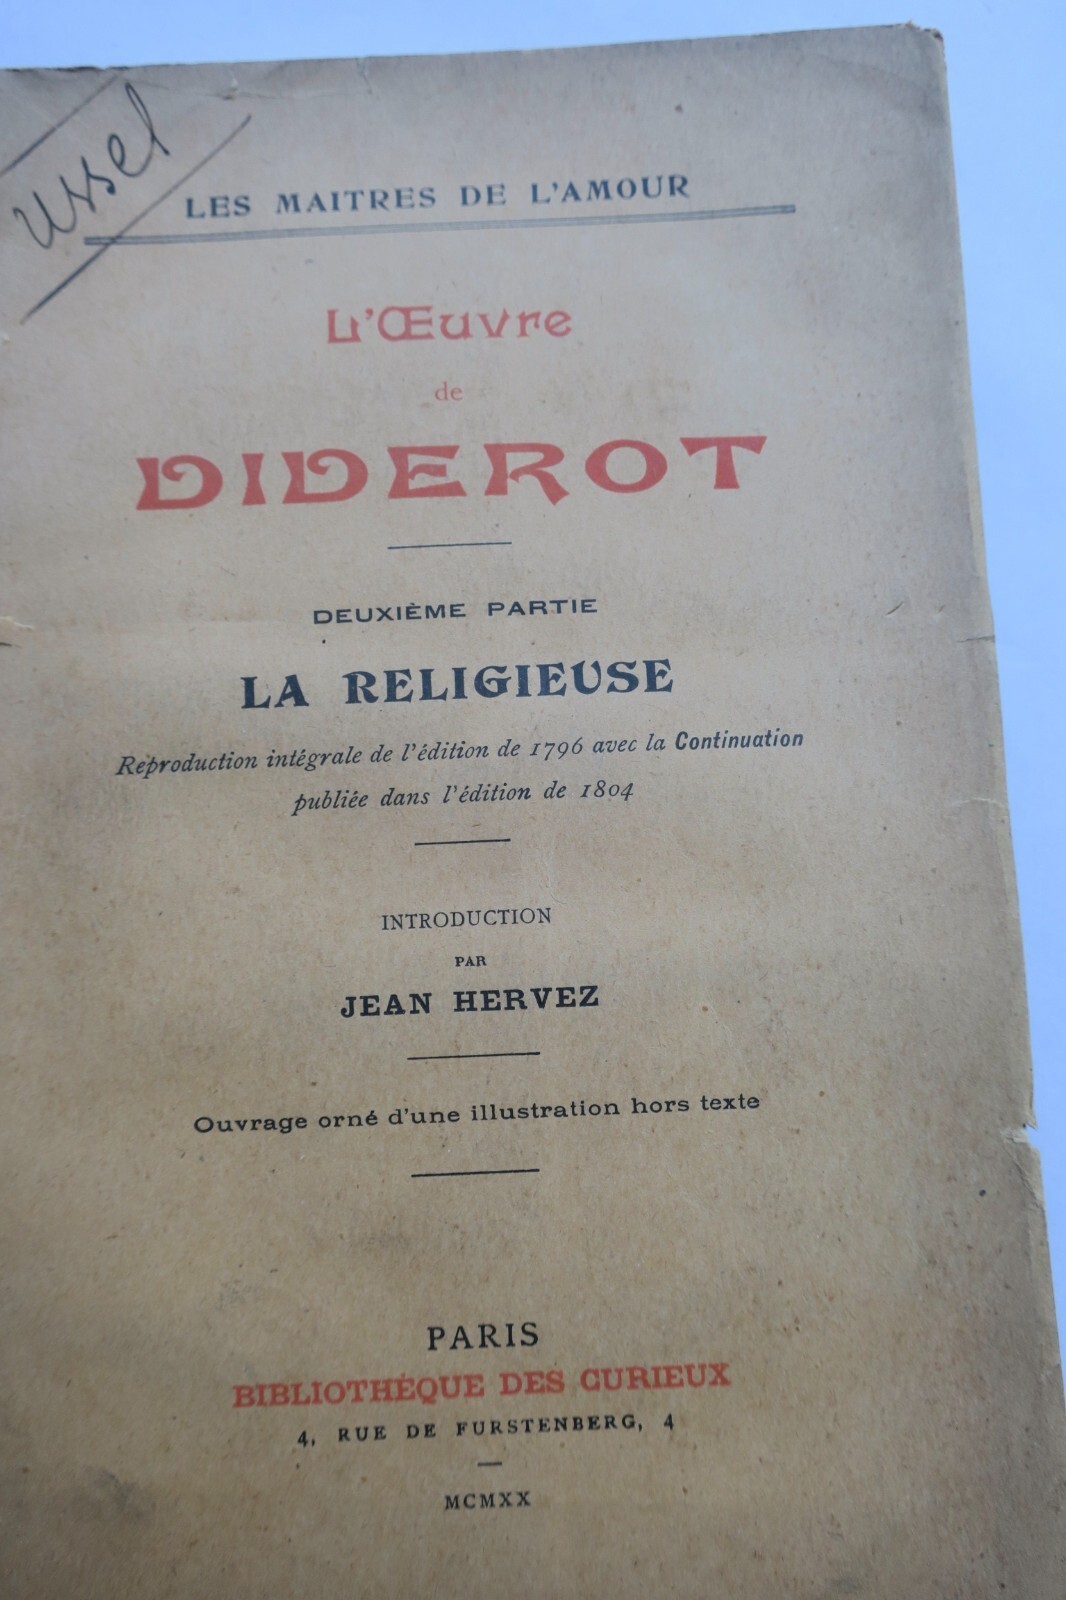 ussel
LES MAITRES DE L'AMOUR
L'Œuvre
de
DIDEROT
DEUXIÈME PARTIE
LA RELIGIEUSE
Reproduction intégrale de l'édition de 1796 avec la Continuation
publiée dans l'édition de 1804
INTRODUCTION
PAR
JEAN HERVEZ
Ouvrage orné d'une illustration hors texte
PARIS
BIBLIOTHÈQUE DES CURIEUX
4, RUE DE FURSTENBERG, 4
MCMXX